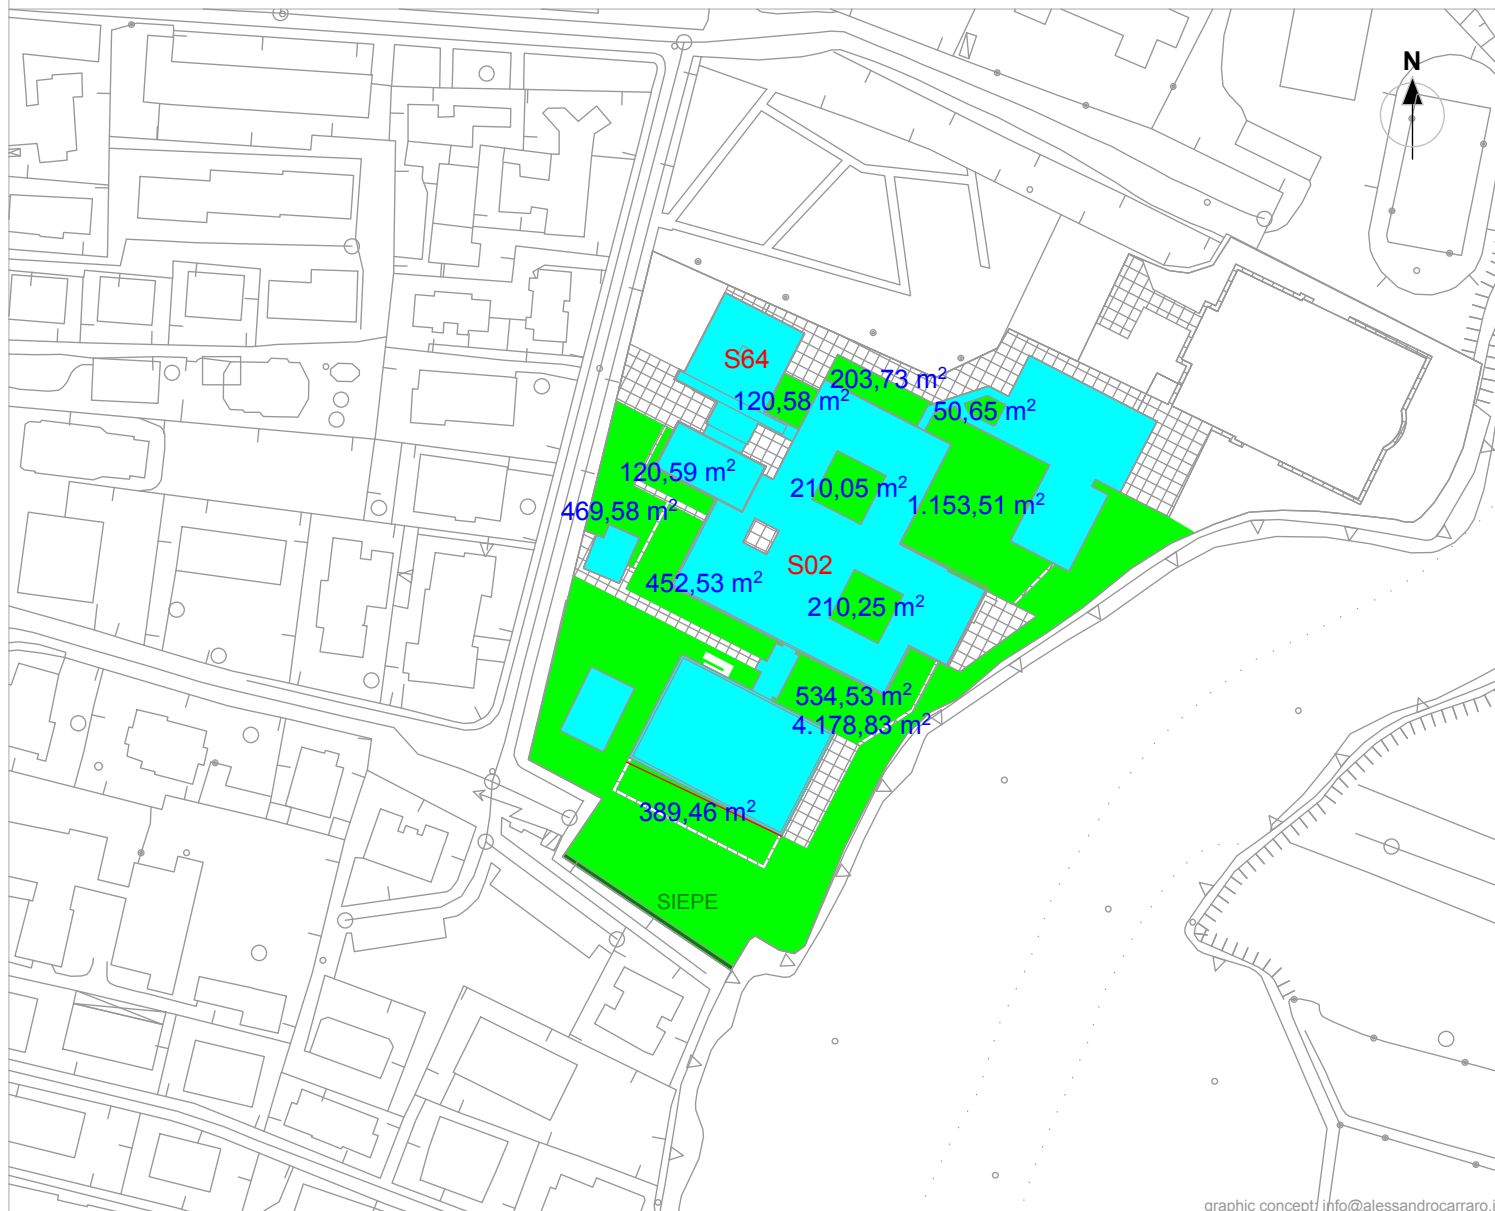 N
S64
203,73 m²
120,58 m²
50,65 m²
120,59 m²
210,05 m²
1.153,51 m²
469,58 m²
S02
452,53 m²
210,25 m²
534,53 m²
4.178,83 m²
389,46 m²
SIEPE
graphic concept: info@alessandrocarraro.i